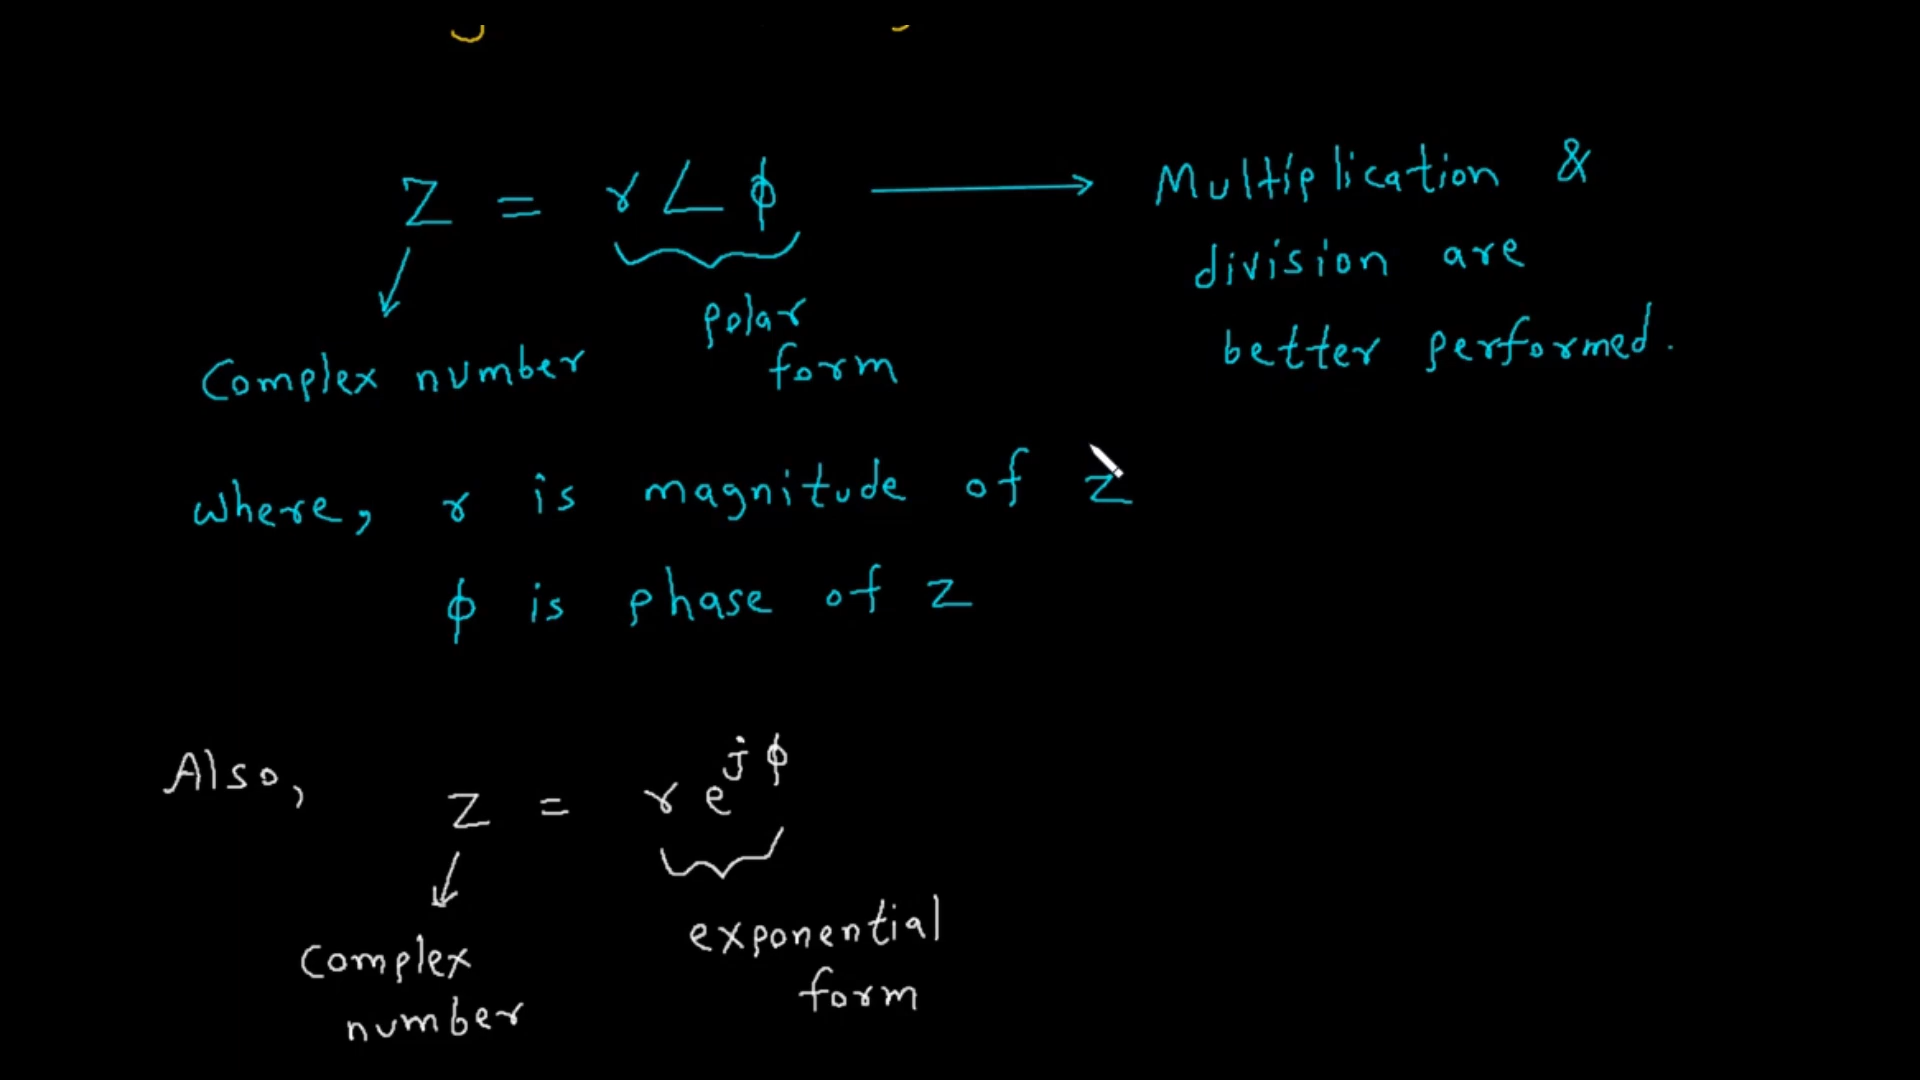 Z = r∠ϕ → Multiplication &
division are
better performed.
polar
form
Complex number
where, r is magnitude of z
ϕ is phase of z
Also, z = r e^jϕ
Complex
number
exponential
form